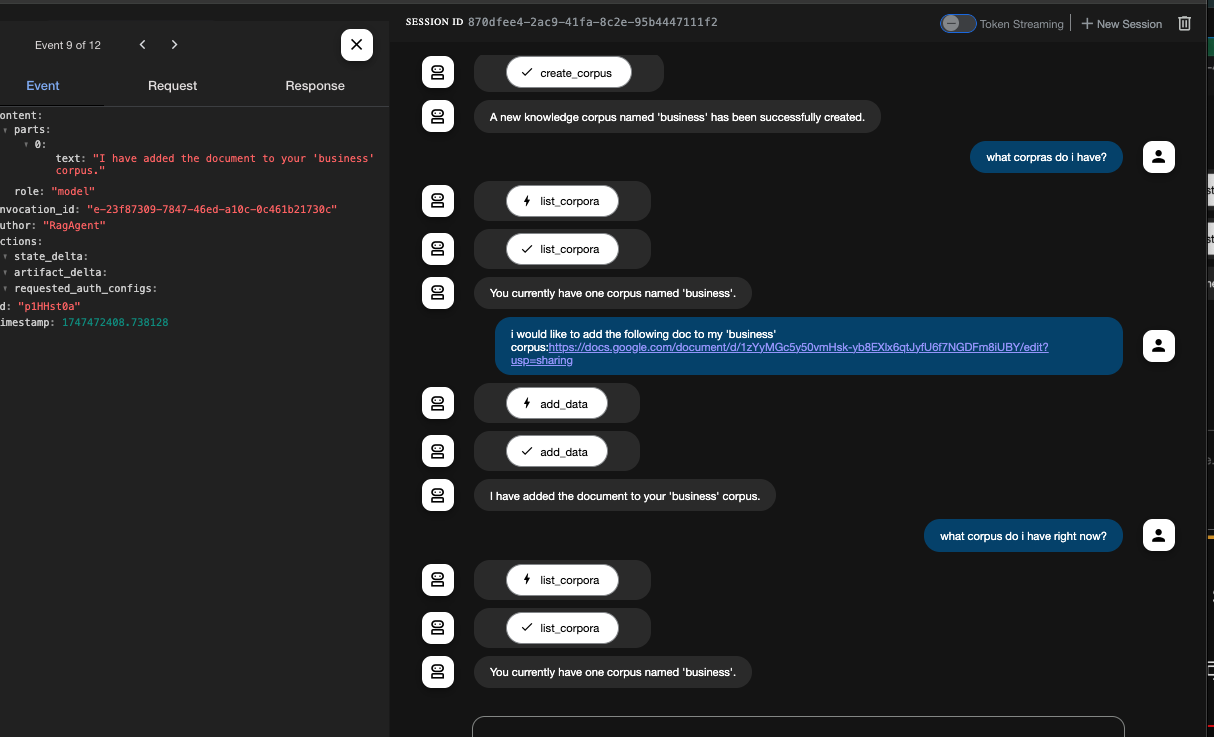 SESSION ID 870dfee4-2ac9-41fa-8c2e-95b4447111f2
Token Streaming
New Session
Event 9 of 12
Event
Request
Response
ontent:
parts:
0:
text: "I have added the document to your 'business'
corpus."
role: "model"
nvocation_id: "e-23f87309-7847-46ed-a10c-0c461b21730c"
uthor: "RagAgent"
ctions:
state_delta:
artifact_delta:
requested_auth_configs:
d: "p1HHst0a"
imestamp: 1747472408.738128
create_corpus
A new knowledge corpus named 'business' has been successfully created.
what corpras do i have?
list_corpora
list_corpora
You currently have one corpus named 'business'.
i would like to add the following doc to my 'business'
corpus:https://docs.google.com/document/d/1zYyMGc5y50vmHsk-yb8EXIx6qtJyfU6f7NGDFm8iUBY/edit?
usp=sharing
add_data
add_data
I have added the document to your 'business' corpus.
what corpus do i have right now?
list_corpora
list_corpora
You currently have one corpus named 'business'.